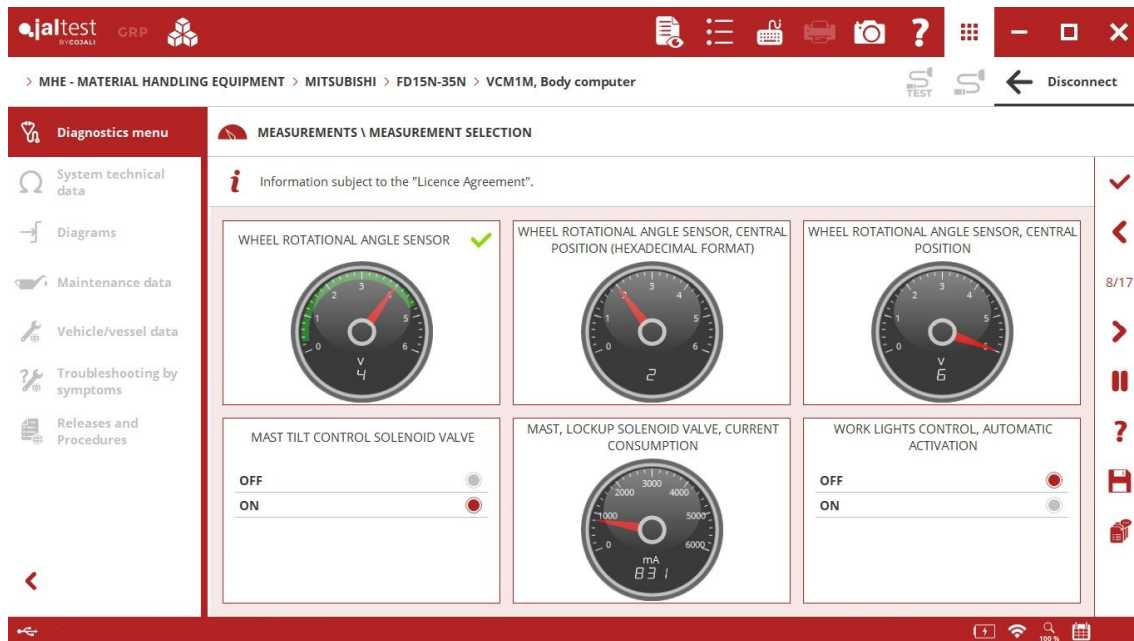 jaltest GRP
BY COJALI
> MHE - MATERIAL HANDLING EQUIPMENT > MITSUBISHI > FD15N-35N > VCM1M, Body computer
TEST
Disconnect
Diagnostics menu
System technical
data
Diagrams
Maintenance data
Vehicle/vessel data
Troubleshooting by
symptoms
Releases and
Procedures
MEASUREMENTS \ MEASUREMENT SELECTION
Information subject to the "Licence Agreement".
WHEEL ROTATIONAL ANGLE SENSOR
0 1 2 3 4 5 6
V
4
WHEEL ROTATIONAL ANGLE SENSOR, CENTRAL
POSITION (HEXADECIMAL FORMAT)
0 1 2 3 4 5 6
2
WHEEL ROTATIONAL ANGLE SENSOR, CENTRAL
POSITION
0 1 2 3 4 5 6
V
6
8/17
MAST TILT CONTROL SOLENOID VALVE
OFF
ON
MAST, LOCKUP SOLENOID VALVE, CURRENT
CONSUMPTION
0 1000 2000 3000 4000 5000 6000
mA
831
WORK LIGHTS CONTROL, AUTOMATIC
ACTIVATION
OFF
ON
100 %